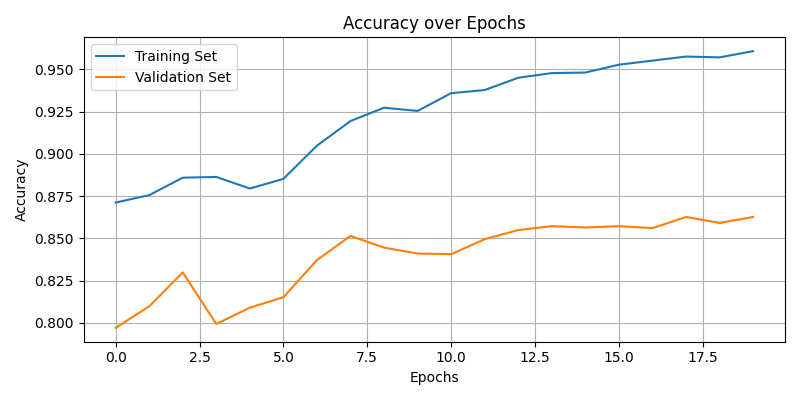 Accuracy over Epochs
Training Set
Validation Set
0.950
0.925
0.900
0.875
0.850
0.825
0.800
Accuracy
0.0 2.5 5.0 7.5 10.0 12.5 15.0 17.5
Epochs